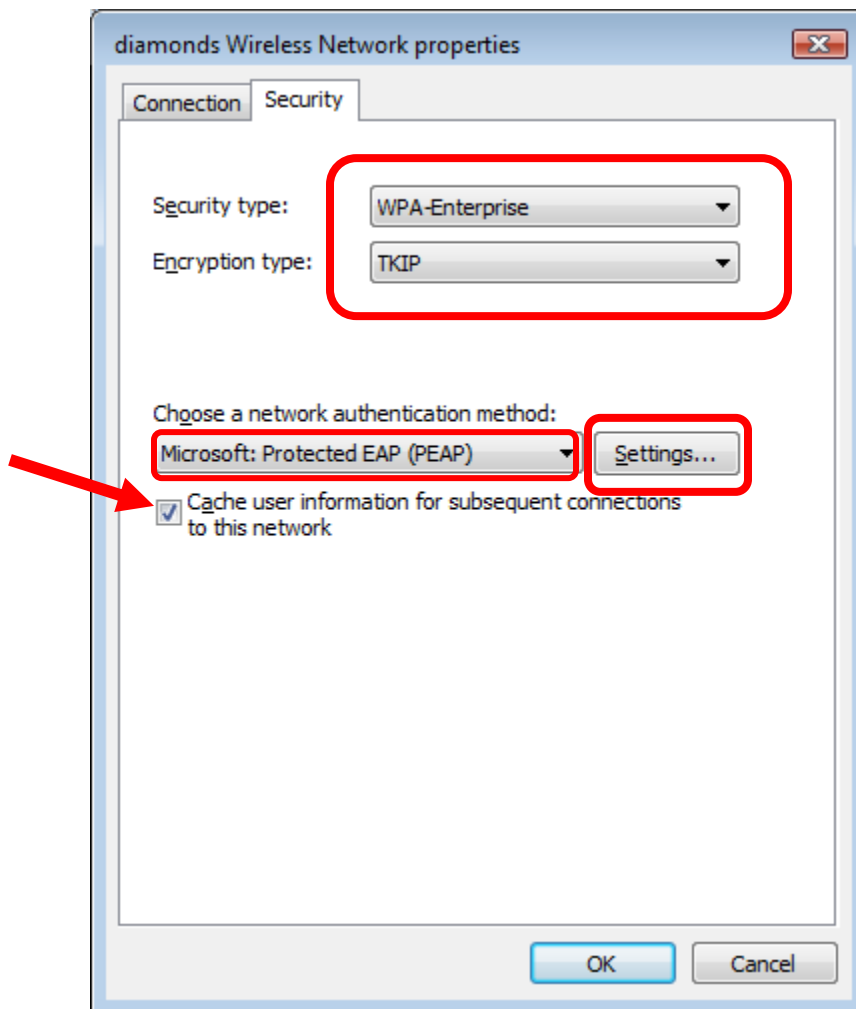 diamonds Wireless Network properties
Connection
Security
Security type:
WPA-Enterprise
Encryption type:
TKIP
Choose a network authentication method:
Microsoft: Protected EAP (PEAP)
Settings...
Cache user information for subsequent connections
to this network
OK
Cancel